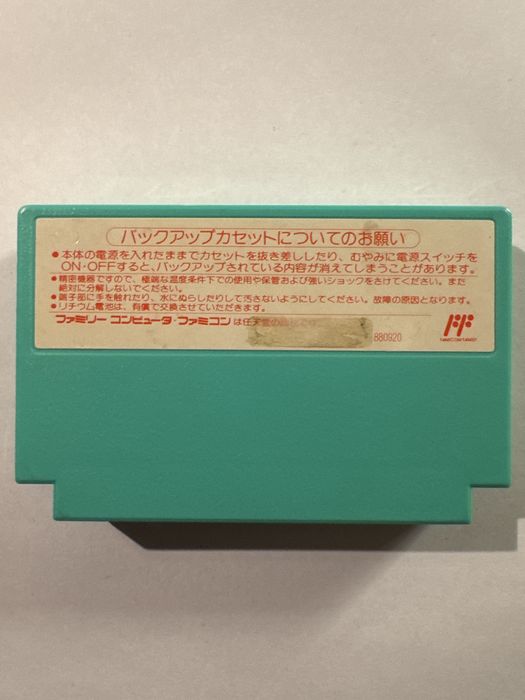 バックアップカセットについてのお願い
●本体の電源を入れたままでカセットを抜き差ししたり、むやみに電源スイッチを
ON・OFFすると、バックアップされている内容が消えてしまうことがあります。
●精密機器ですので、極端な温度条件下での使用や保管および強いショックをさけてください。また
絶対に分解しないでください。
●端子部に手を触れたり、水にぬらしたりして汚さないようにしてください。故障の原因となります。
●リチウム電池は、有償で交換させていただきます。
ファミリー コンピュータ・ファミコン は任天堂の商標です。
880920
FAMICOM FAMILY